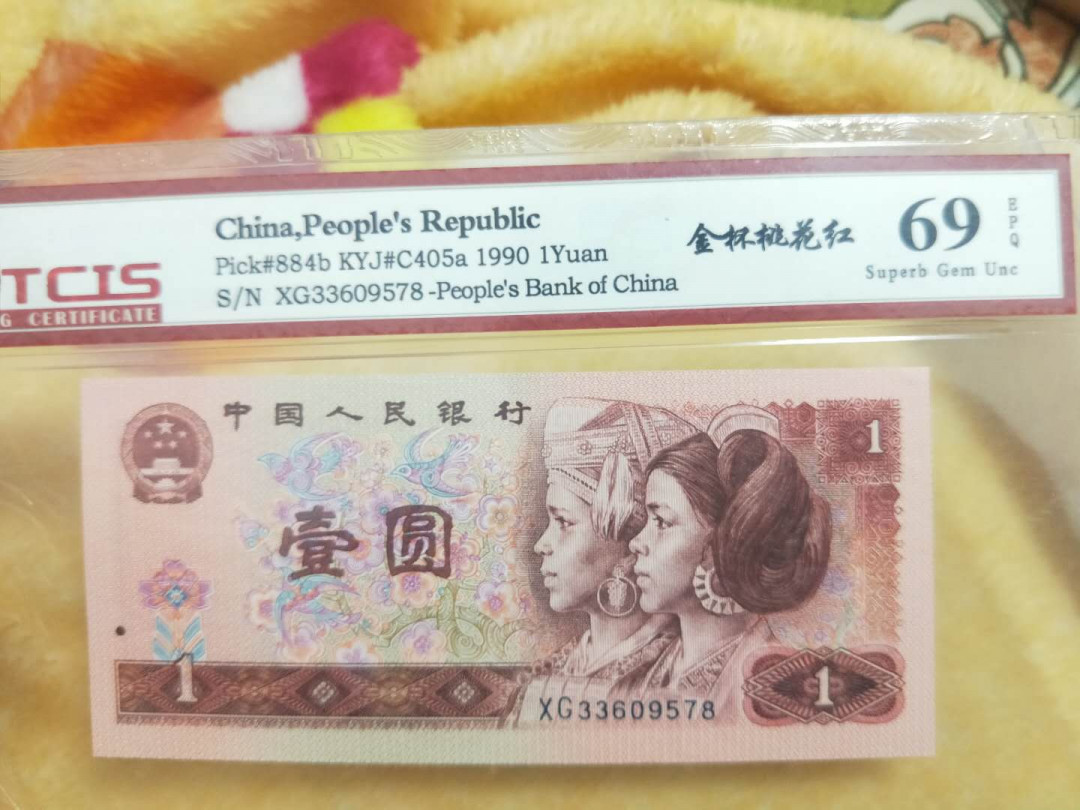 China,People's Republic
Pick#884b KYJ#C405a 1990 1Yuan
S/N XG33609578-People's Bank of China
金杯桃花红
69
EPQ
Superb Gem Unc
TCIS
G CERTIFICATE
中国人民银行
1
壹圆
1
XG33609578
1